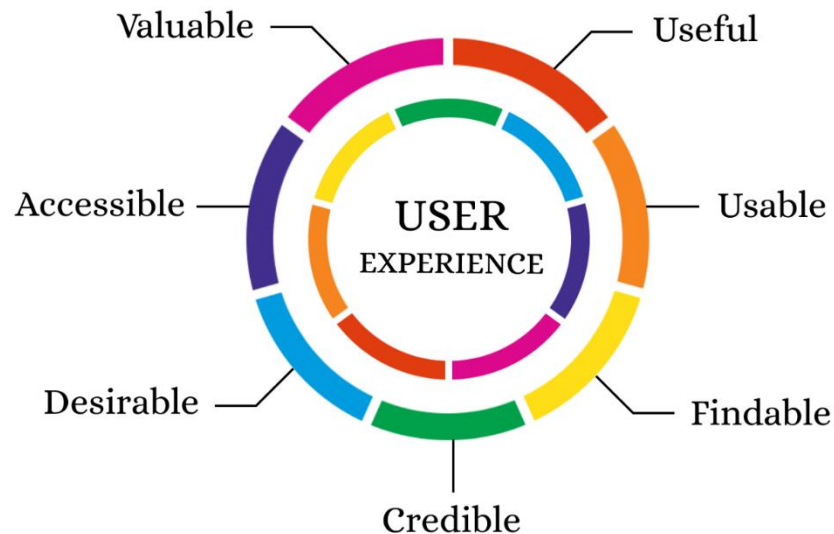 Valuable
Useful
Accessible
USER
EXPERIENCE
Usable
Desirable
Findable
Credible